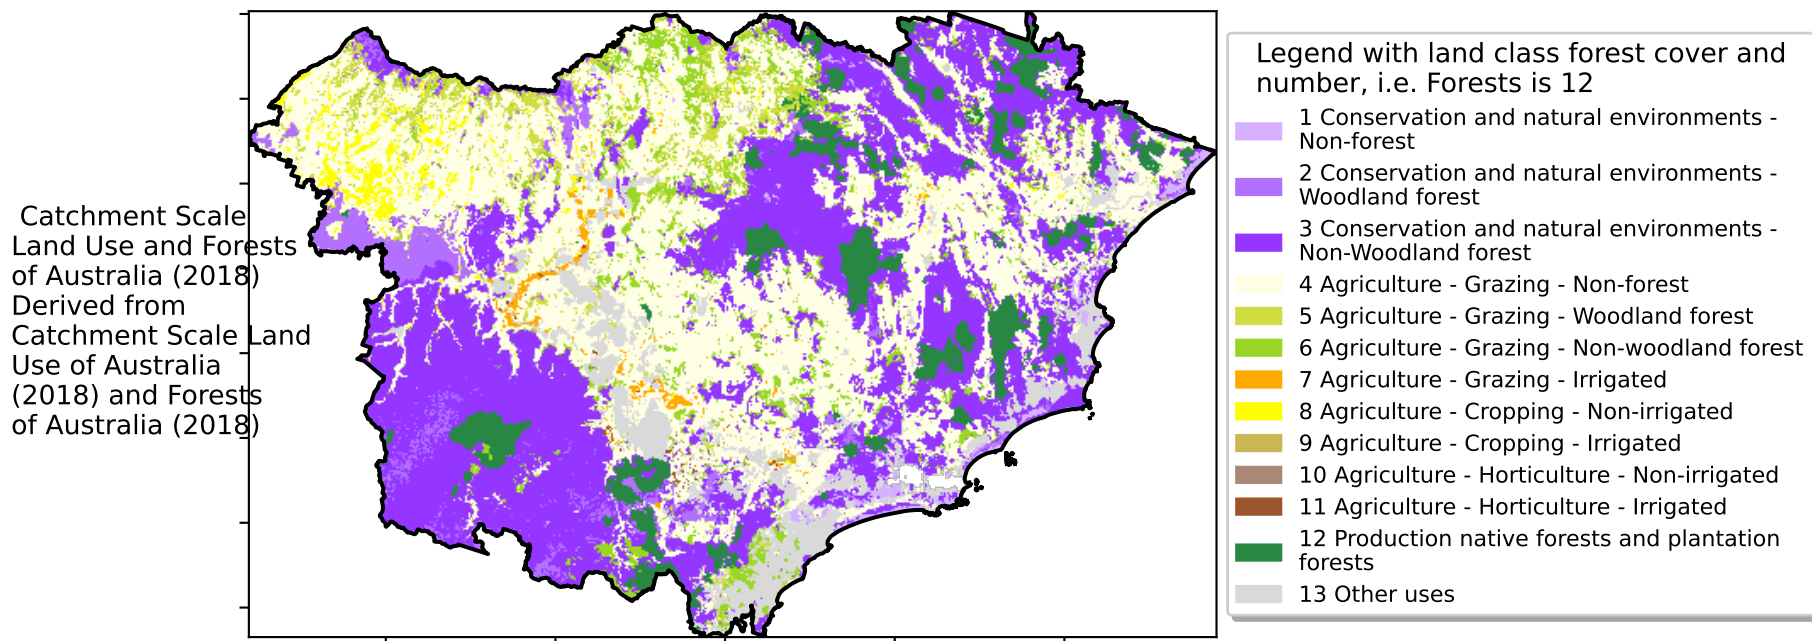 Catchment Scale
Land Use and Forests
of Australia (2018)
Derived from
Catchment Scale Land
Use of Australia
(2018) and Forests
of Australia (2018)
Legend with land class forest cover and
number, i.e. Forests is 12
1 Conservation and natural environments -
Non-forest
2 Conservation and natural environments -
Woodland forest
3 Conservation and natural environments -
Non-Woodland forest
4 Agriculture - Grazing - Non-forest
5 Agriculture - Grazing - Woodland forest
6 Agriculture - Grazing - Non-woodland forest
7 Agriculture - Grazing - Irrigated
8 Agriculture - Cropping - Non-irrigated
9 Agriculture - Cropping - Irrigated
10 Agriculture - Horticulture - Non-irrigated
11 Agriculture - Horticulture - Irrigated
12 Production native forests and plantation
forests
13 Other uses